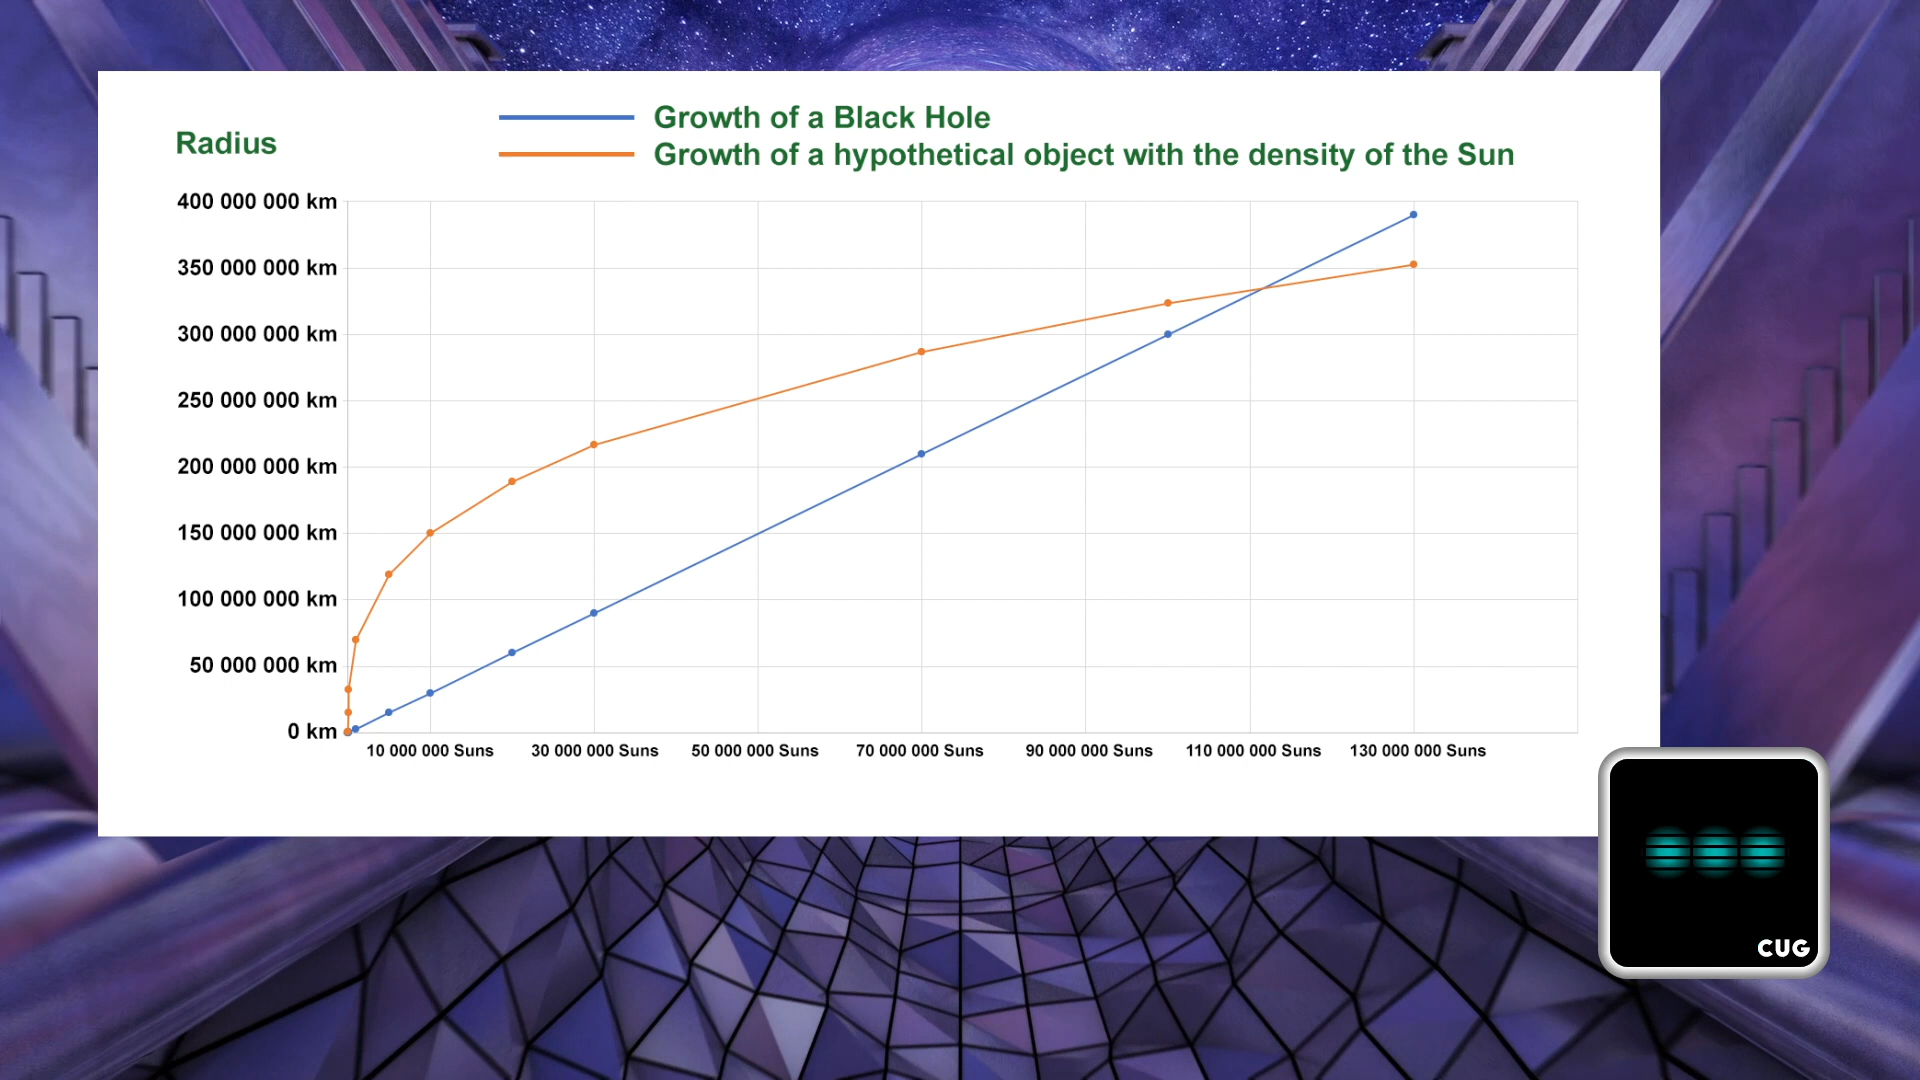 Growth of a Black Hole
Radius
Growth of a hypothetical object with the density of the Sun
400 000 000 km
350 000 000 km
300 000 000 km
250 000 000 km
200 000 000 km
150 000 000 km
100 000 000 km
50 000 000 km
0 km
10 000 000 Suns 30 000 000 Suns 50 000 000 Suns 70 000 000 Suns 90 000 000 Suns 110 000 000 Suns 130 000 000 Suns
CUG